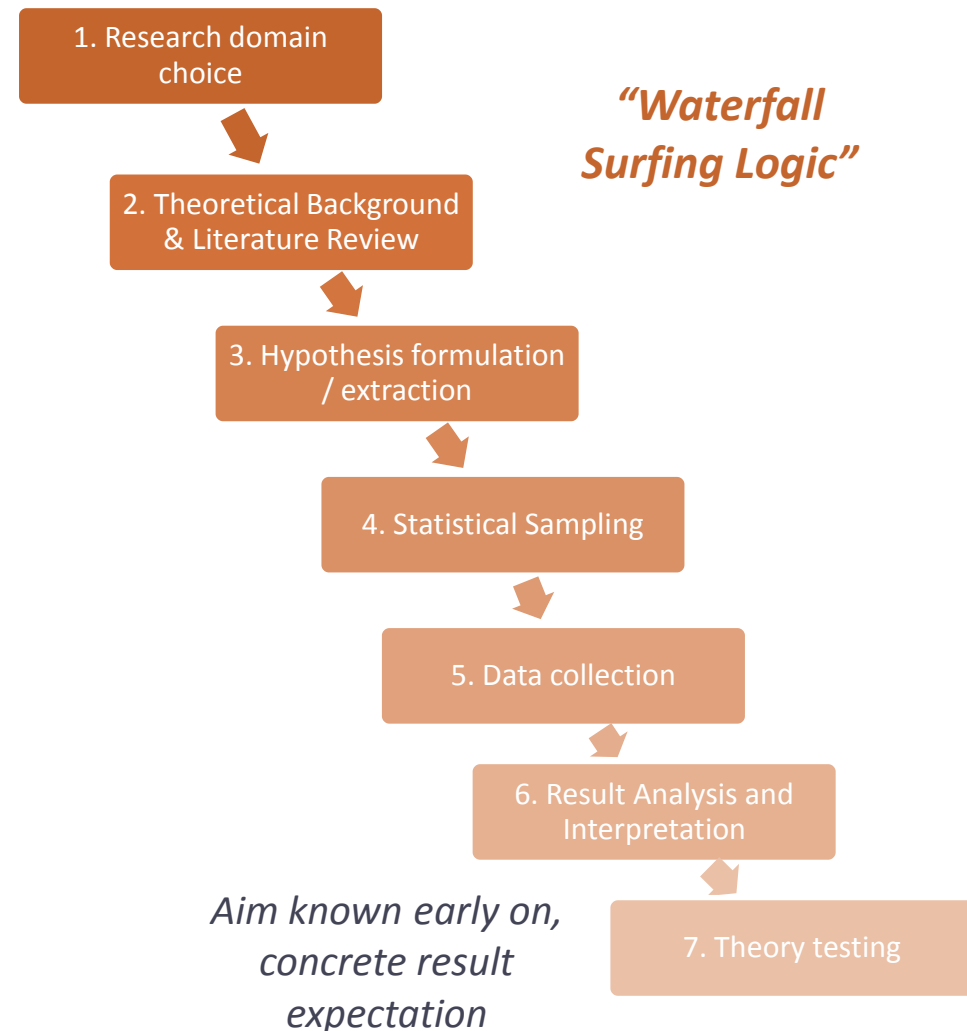 1. Research domain
choice
“Waterfall
Surfing Logic”
2. Theoretical Background
& Literature Review
3. Hypothesis formulation
/ extraction
4. Statistical Sampling
5. Data collection
6. Result Analysis and
Interpretation
Aim known early on,
concrete result
expectation
7. Theory testing